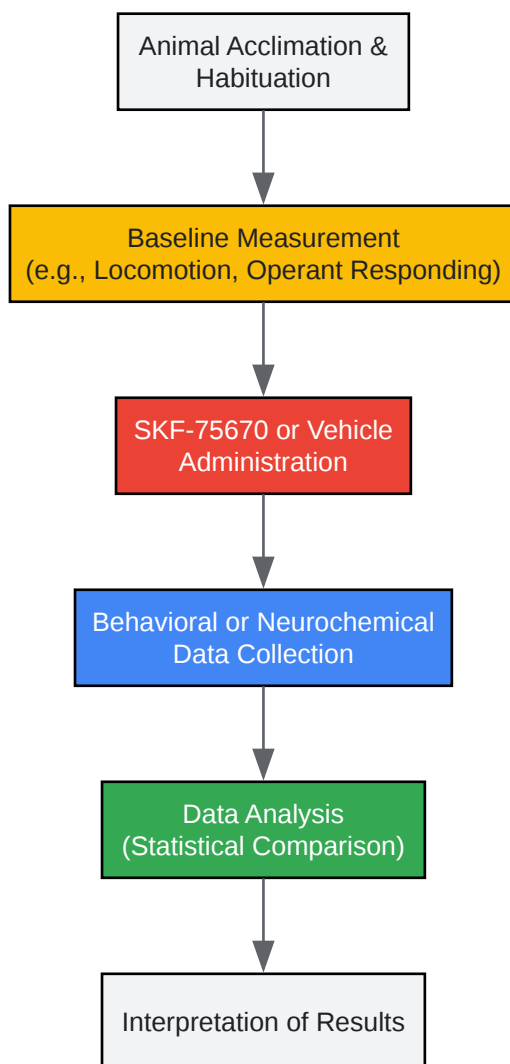 Animal Acclimation &
Habituation
Baseline Measurement
(e.g., Locomotion, Operant Responding)
SKF-75670 or Vehicle
Administration
Behavioral or Neurochemical
Data Collection
Data Analysis
(Statistical Comparison)
Interpretation of Results